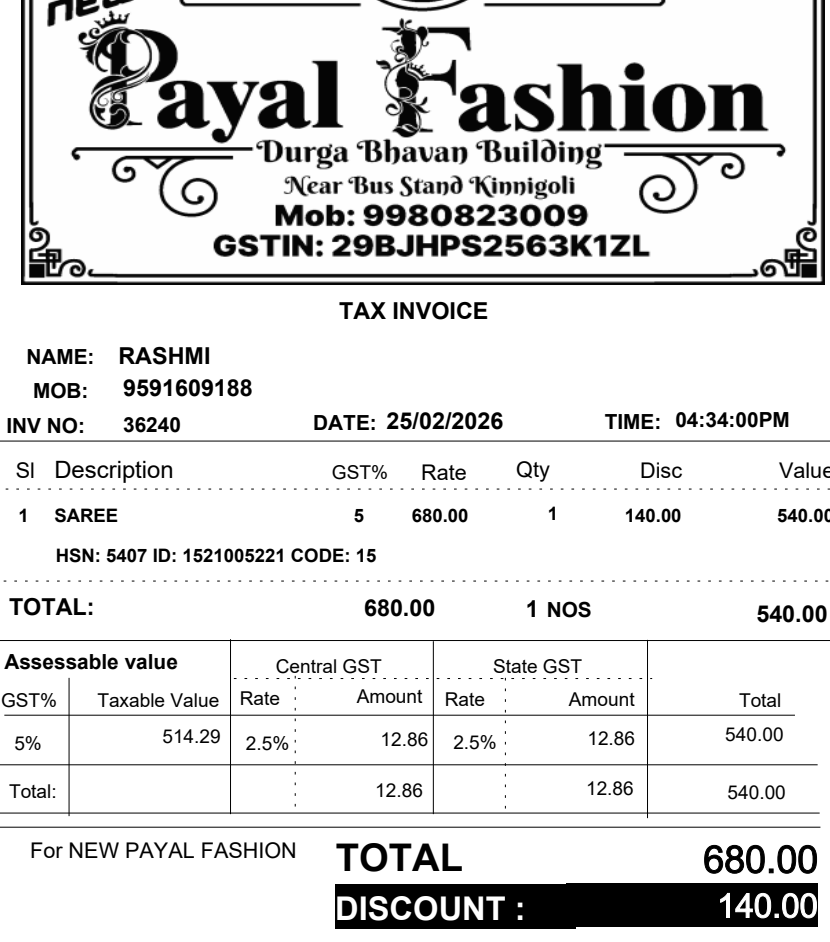 new
Payal Fashion
Durga Bhavan Building
Near Bus Stand Kinnigoli
Mob: 9980823009
GSTIN: 29BJHPS2563K1ZL
TAX INVOICE
NAME: RASHMI
MOB: 9591609188
INV NO: 36240 DATE: 25/02/2026 TIME: 04:34:00PM
Sl Description GST% Rate Qty Disc Value
1 SAREE 5 680.00 1 140.00 540.00
HSN: 5407 ID: 1521005221 CODE: 15
TOTAL: 680.00 1 NOS 540.00
Assessable value Central GST State GST
GST% Taxable Value Rate Amount Rate Amount Total
5% 514.29 2.5% 12.86 2.5% 12.86 540.00
Total: 12.86 12.86 540.00
For NEW PAYAL FASHION TOTAL 680.00
DISCOUNT : 140.00